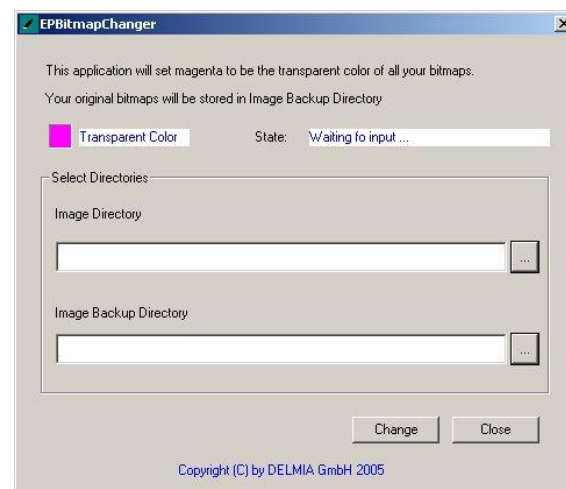 EPBitmapChanger
This application will set magenta to be the transparent color of all your bitmaps.
Your original bitmaps will be stored in Image Backup Directory
Transparent Color State: Waiting fo input ...
Select Directories
Image Directory
...
Image Backup Directory
...
Change Close
Copyright (C) by DELMIA GmbH 2005